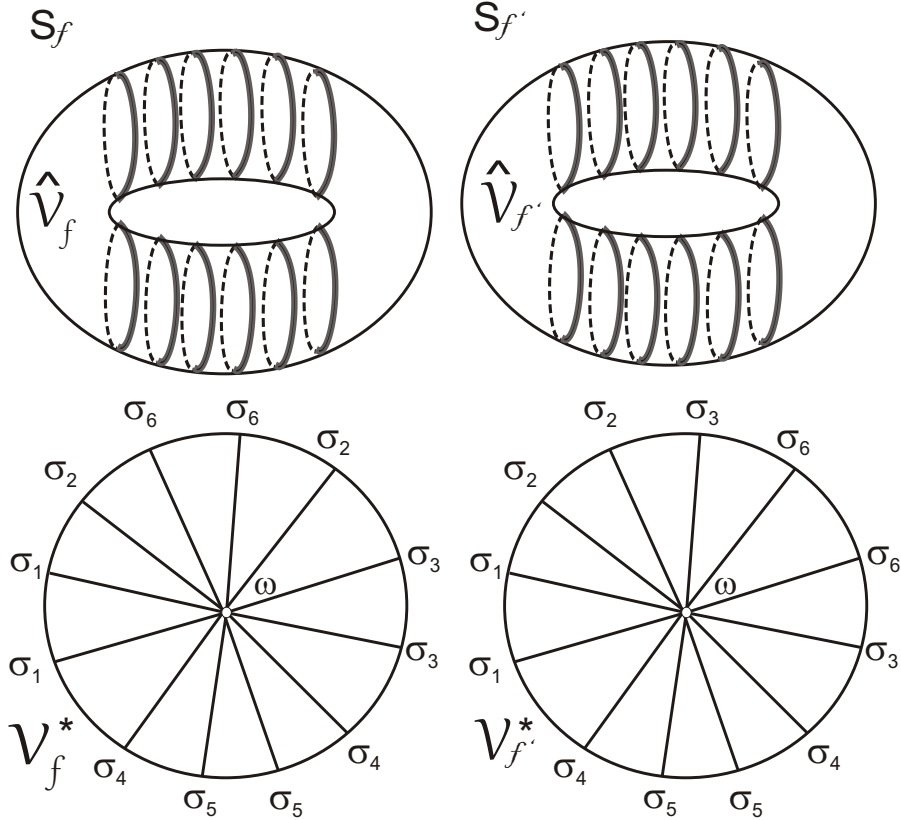 S_f S_f'
ν̂_f ν̂_f'
σ₆ σ₆ σ₂ σ₃
σ₂ σ₂ σ₂ σ₆
σ₁ ω σ₃ σ₁ ω σ₆
σ₁ σ₃ σ₁ σ₃
ν*_f σ₄ σ₄ ν*_f' σ₄ σ₄
σ₅ σ₅ σ₅ σ₅